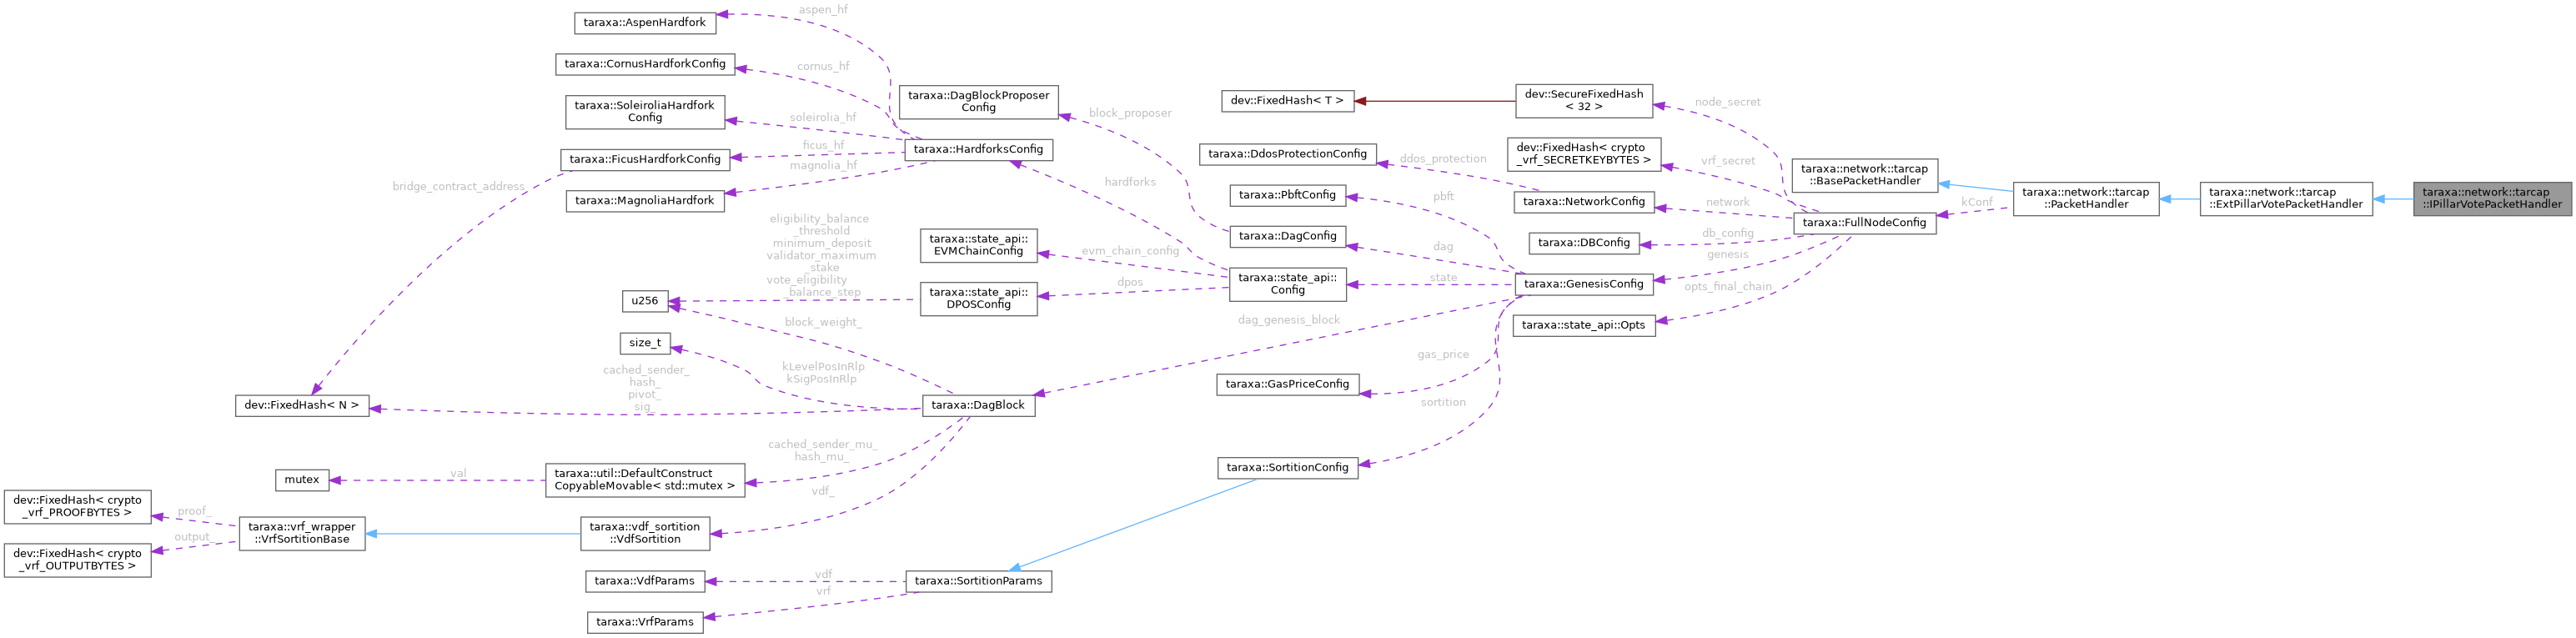 taraxa::AspenHardfork
aspen_hf
taraxa::CornusHardforkConfig
cornus_hf
taraxa::SoleiroliaHardfork
Config
soleirolia_hf
taraxa::FicusHardforkConfig
ficus_hf
taraxa::MagnoliaHardfork
magnolia_hf
bridge_contract_address
taraxa::DagBlockProposer
Config
taraxa::HardforksConfig
block_proposer
hardforks
dev::FixedHash< T >
dev::SecureFixedHash
< 32 >
node_secret
taraxa::DdosProtectionConfig
ddos_protection
dev::FixedHash< crypto
_vrf_SECRETKEYBYTES >
vrf_secret
taraxa::PbftConfig
pbft
taraxa::NetworkConfig
network
taraxa::DagConfig
dag
taraxa::DBConfig
db_config
genesis
taraxa::network::tarcap
::BasePacketHandler
taraxa::FullNodeConfig
kConf
taraxa::network::tarcap
::PacketHandler
taraxa::network::tarcap
::ExtPillarVotePacketHandler
taraxa::network::tarcap
::IPillarVotePacketHandler
eligibility_balance
_threshold
minimum_deposit
validator_maximum
_stake
vote_eligibility
_balance_step
taraxa::state_api::
EVMChainConfig
evm_chain_config
taraxa::state_api::
DPOSConfig
dpos
taraxa::state_api::
Config
state
taraxa::GenesisConfig
opts_final_chain
taraxa::state_api::Opts
u256
block_weight_
dag_genesis_block
size_t
kLevelPosInRlp
kSigPosInRlp
gas_price
taraxa::GasPriceConfig
cached_sender_
hash_
pivot_
sig_
dev::FixedHash< N >
taraxa::DagBlock
sortition
taraxa::SortitionConfig
cached_sender_mu_
hash_mu_
mutex
val
taraxa::util::DefaultConstruct
CopyableMovable< std::mutex >
vdf_
dev::FixedHash< crypto
_vrf_PROOFBYTES >
proof_
taraxa::vrf_wrapper
::VrfSortitionBase
taraxa::vdf_sortition
::VdfSortition
output_
dev::FixedHash< crypto
_vrf_OUTPUTBYTES >
taraxa::VdfParams
vdf
taraxa::SortitionParams
vrf
taraxa::VrfParams